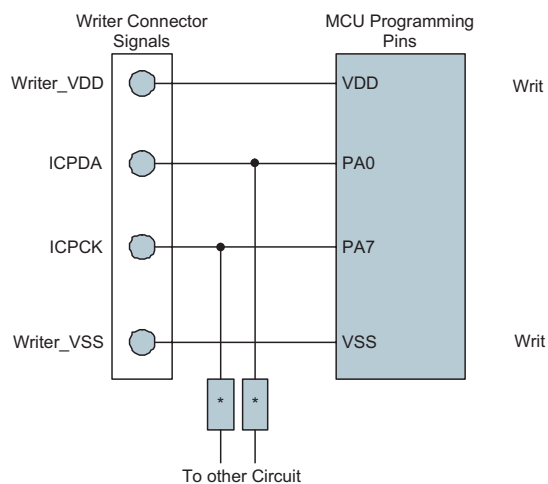 Writer Connector
Signals
MCU Programming
Pins
Writer_VDD
VDD
Writ
ICPDA
PA0
ICPCK
PA7
Writer_VSS
VSS
Writ
*
*
To other Circuit